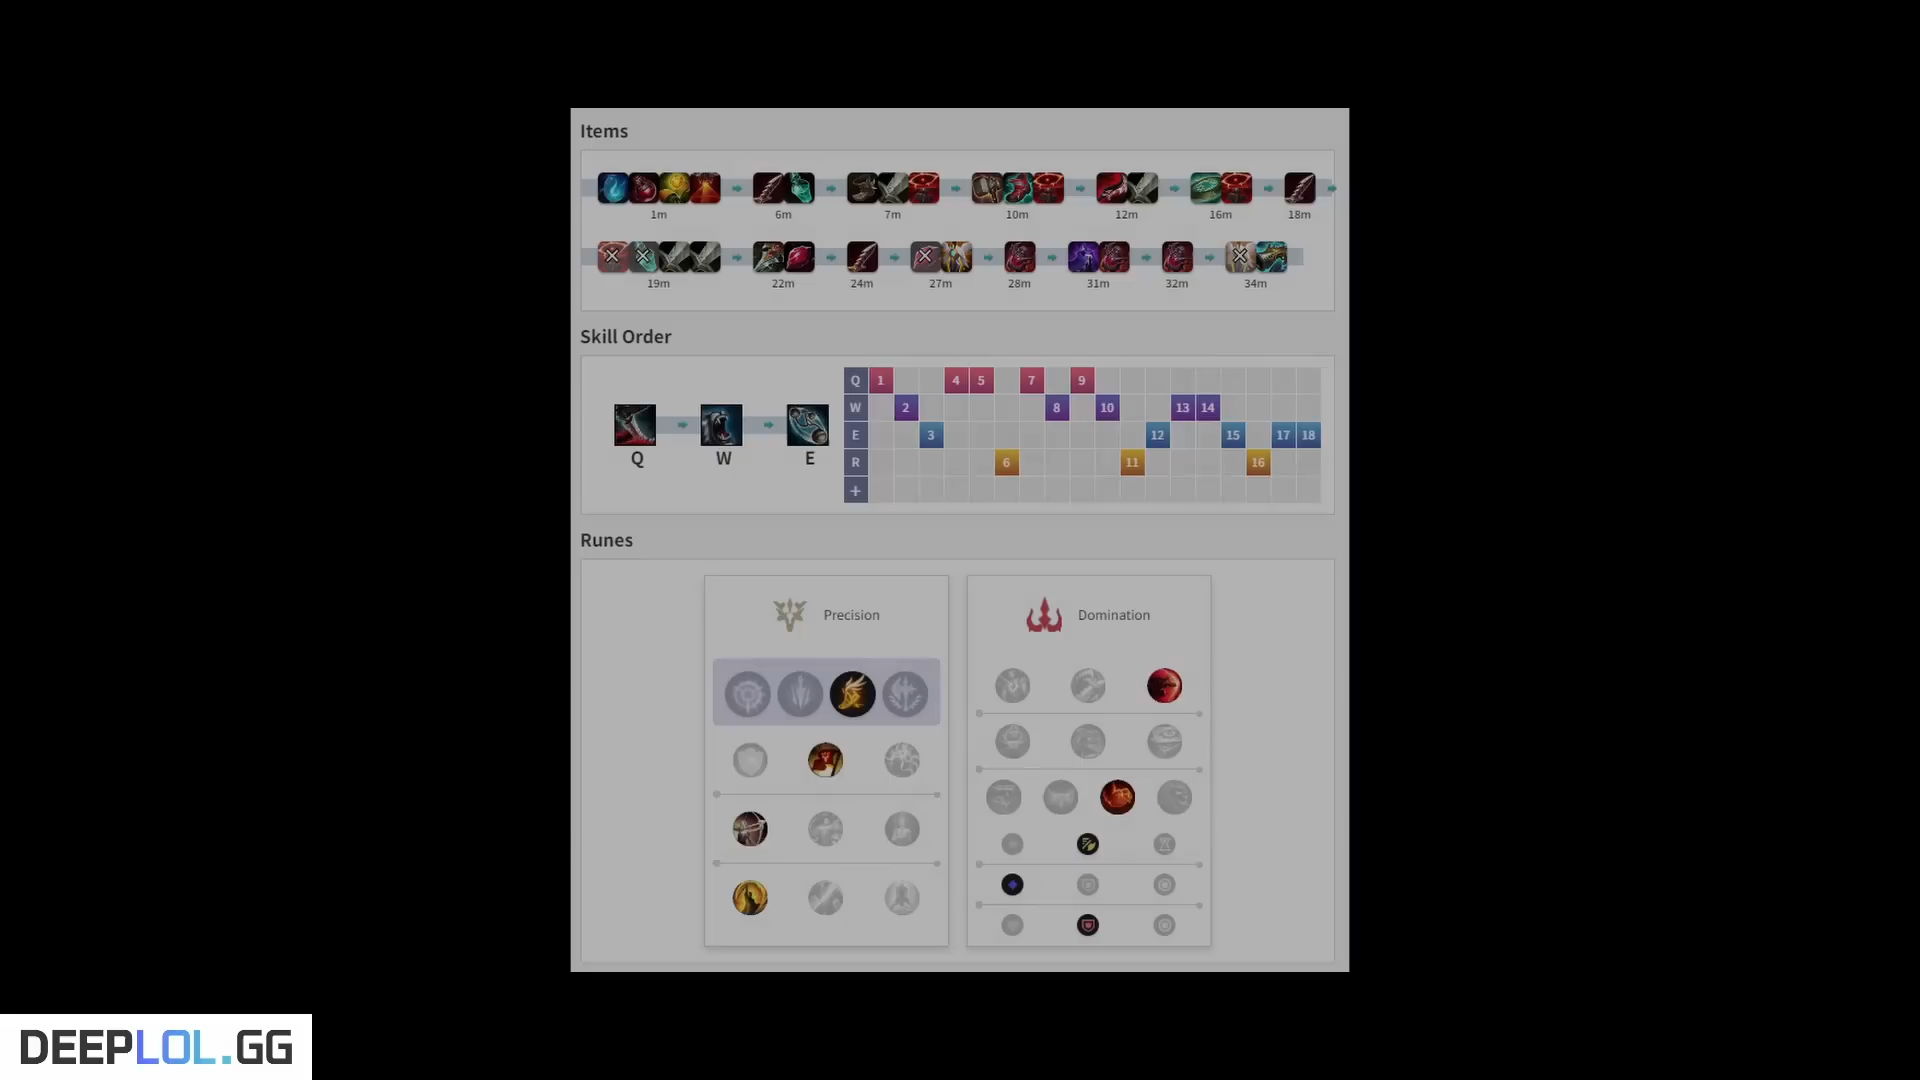 Items
1m 6m 7m 10m 12m 16m 18m
19m 22m 24m 27m 28m 31m 32m 34m
Skill Order
Q 1 4 5 7 9
W 2 8 10 13 14
E 3 12 15 17 18
R 6 11 16
+
Q W E
Runes
Precision
Domination
DEEPLOL.GG